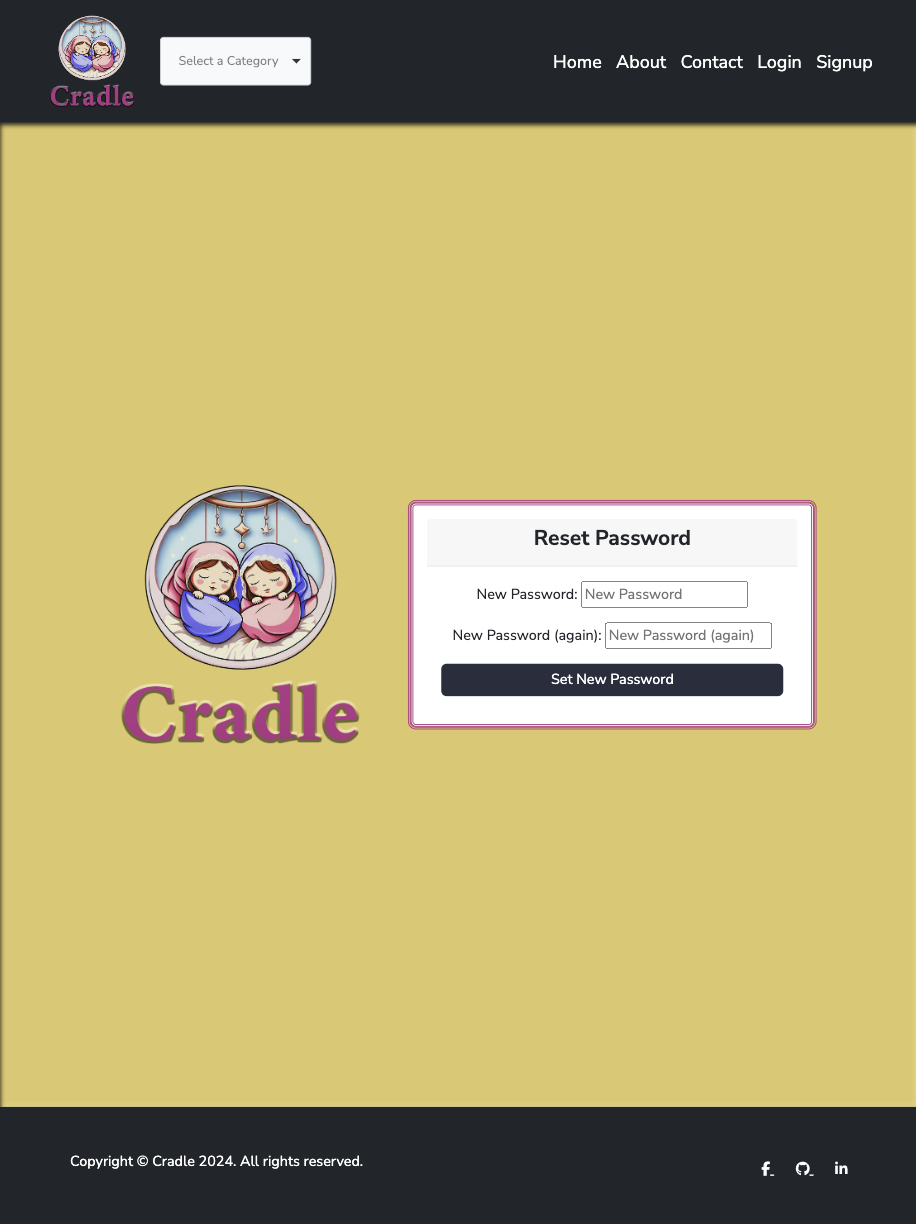 Cradle
Select a Category
Home About Contact Login Signup
Cradle
Reset Password
New Password: New Password
New Password (again): New Password (again)
Set New Password
Copyright © Cradle 2024. All rights reserved.